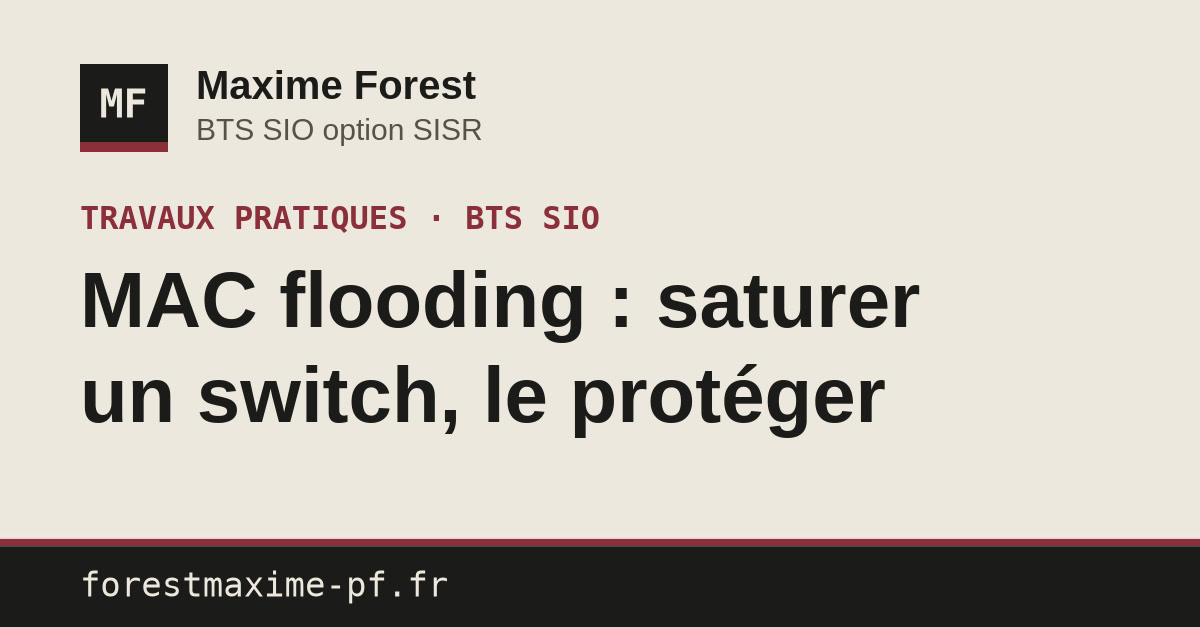 MF
Maxime Forest
BTS SIO option SISR
TRAVAUX PRATIQUES · BTS SIO
MAC flooding : saturer
un switch, le protéger
forestmaxime-pf.fr